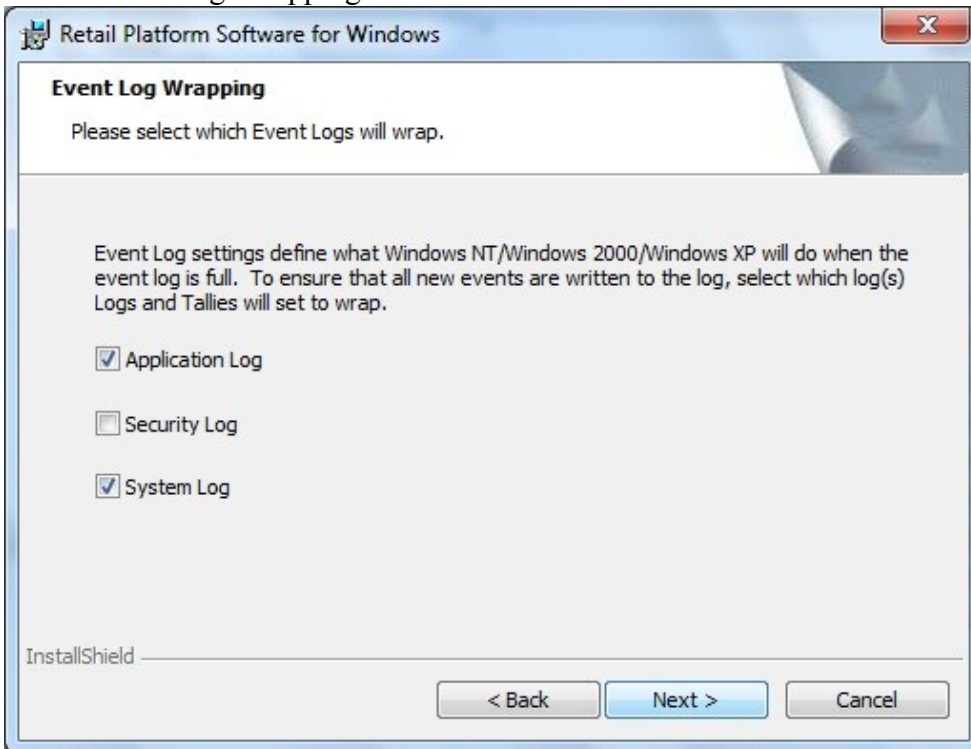 Retail Platform Software for Windows
Event Log Wrapping
Please select which Event Logs will wrap.
Event Log settings define what Windows NT/Windows 2000/Windows XP will do when the
event log is full.  To ensure that all new events are written to the log, select which log(s)
Logs and Tallies will set to wrap.
Application Log
Security Log
System Log
InstallShield
< Back
Next >
Cancel